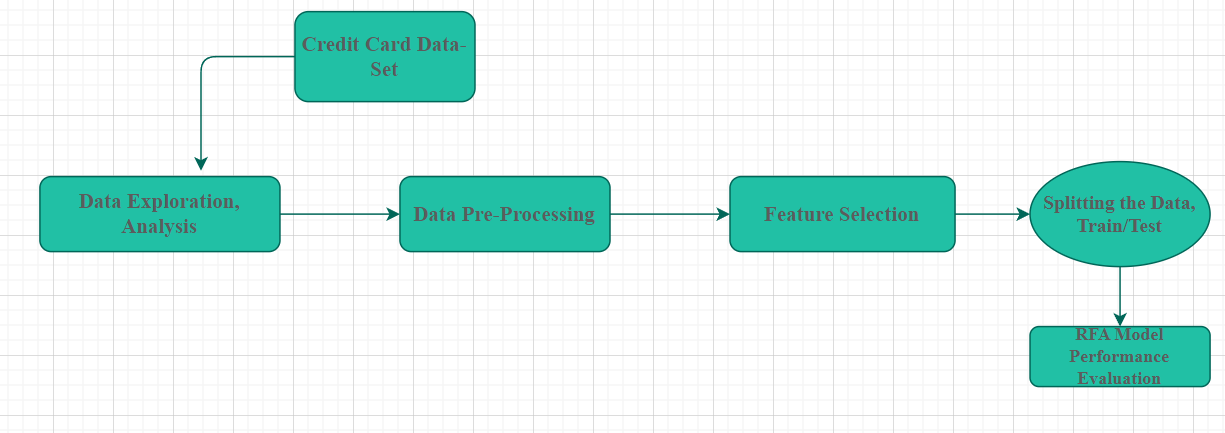 Credit Card Data-
Set
Data Exploration,
Analysis
Data Pre-Processing
Feature Selection
Splitting the Data,
Train/Test
RFA Model
Performance
Evaluation